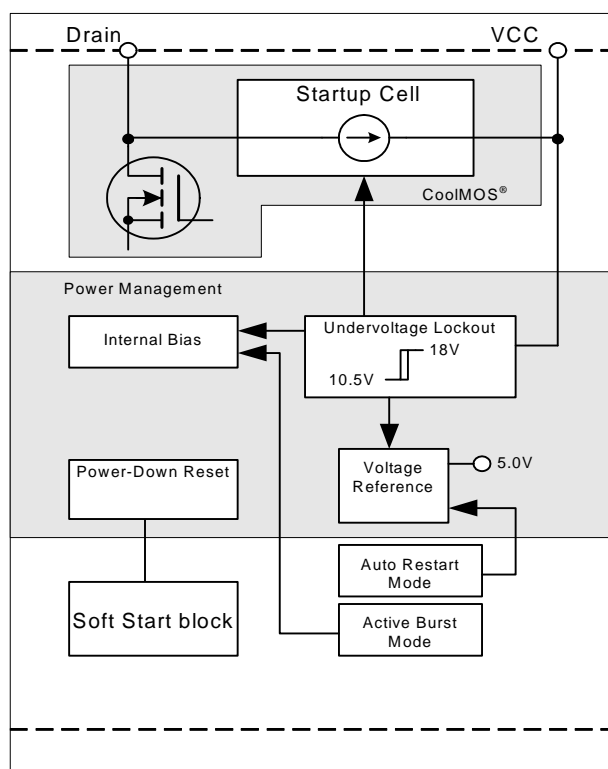 Drain
VCC
Startup Cell
CoolMOS®
Power Management
Internal Bias
Undervoltage Lockout
18V
10.5V
Power-Down Reset
Voltage
Reference
5.0V
Auto Restart
Mode
Soft Start block
Active Burst
Mode